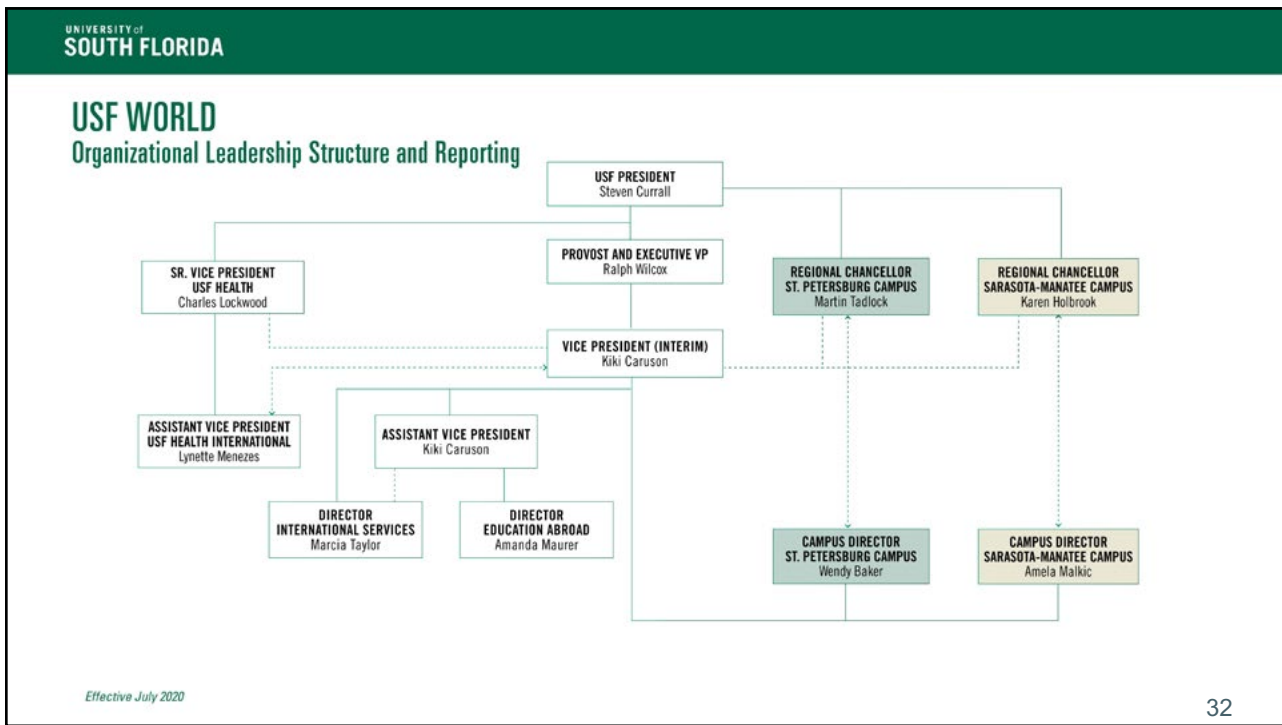 UNIVERSITY of
SOUTH FLORIDA
USF WORLD
Organizational Leadership Structure and Reporting
USF PRESIDENT
Steven Currall
PROVOST AND EXECUTIVE VP
Ralph Wilcox
SR. VICE PRESIDENT
USF HEALTH
Charles Lockwood
REGIONAL CHANCELLOR
ST. PETERSBURG CAMPUS
Martin Tadlock
REGIONAL CHANCELLOR
SARASOTA-MANATEE CAMPUS
Karen Holbrook
VICE PRESIDENT (INTERIM)
Kiki Caruson
ASSISTANT VICE PRESIDENT
USF HEALTH INTERNATIONAL
Lynette Menezes
ASSISTANT VICE PRESIDENT
Kiki Caruson
DIRECTOR
INTERNATIONAL SERVICES
Marcia Taylor
DIRECTOR
EDUCATION ABROAD
Amanda Maurer
CAMPUS DIRECTOR
ST. PETERSBURG CAMPUS
Wendy Baker
CAMPUS DIRECTOR
SARASOTA-MANATEE CAMPUS
Amela Malkic
Effective July 2020
32